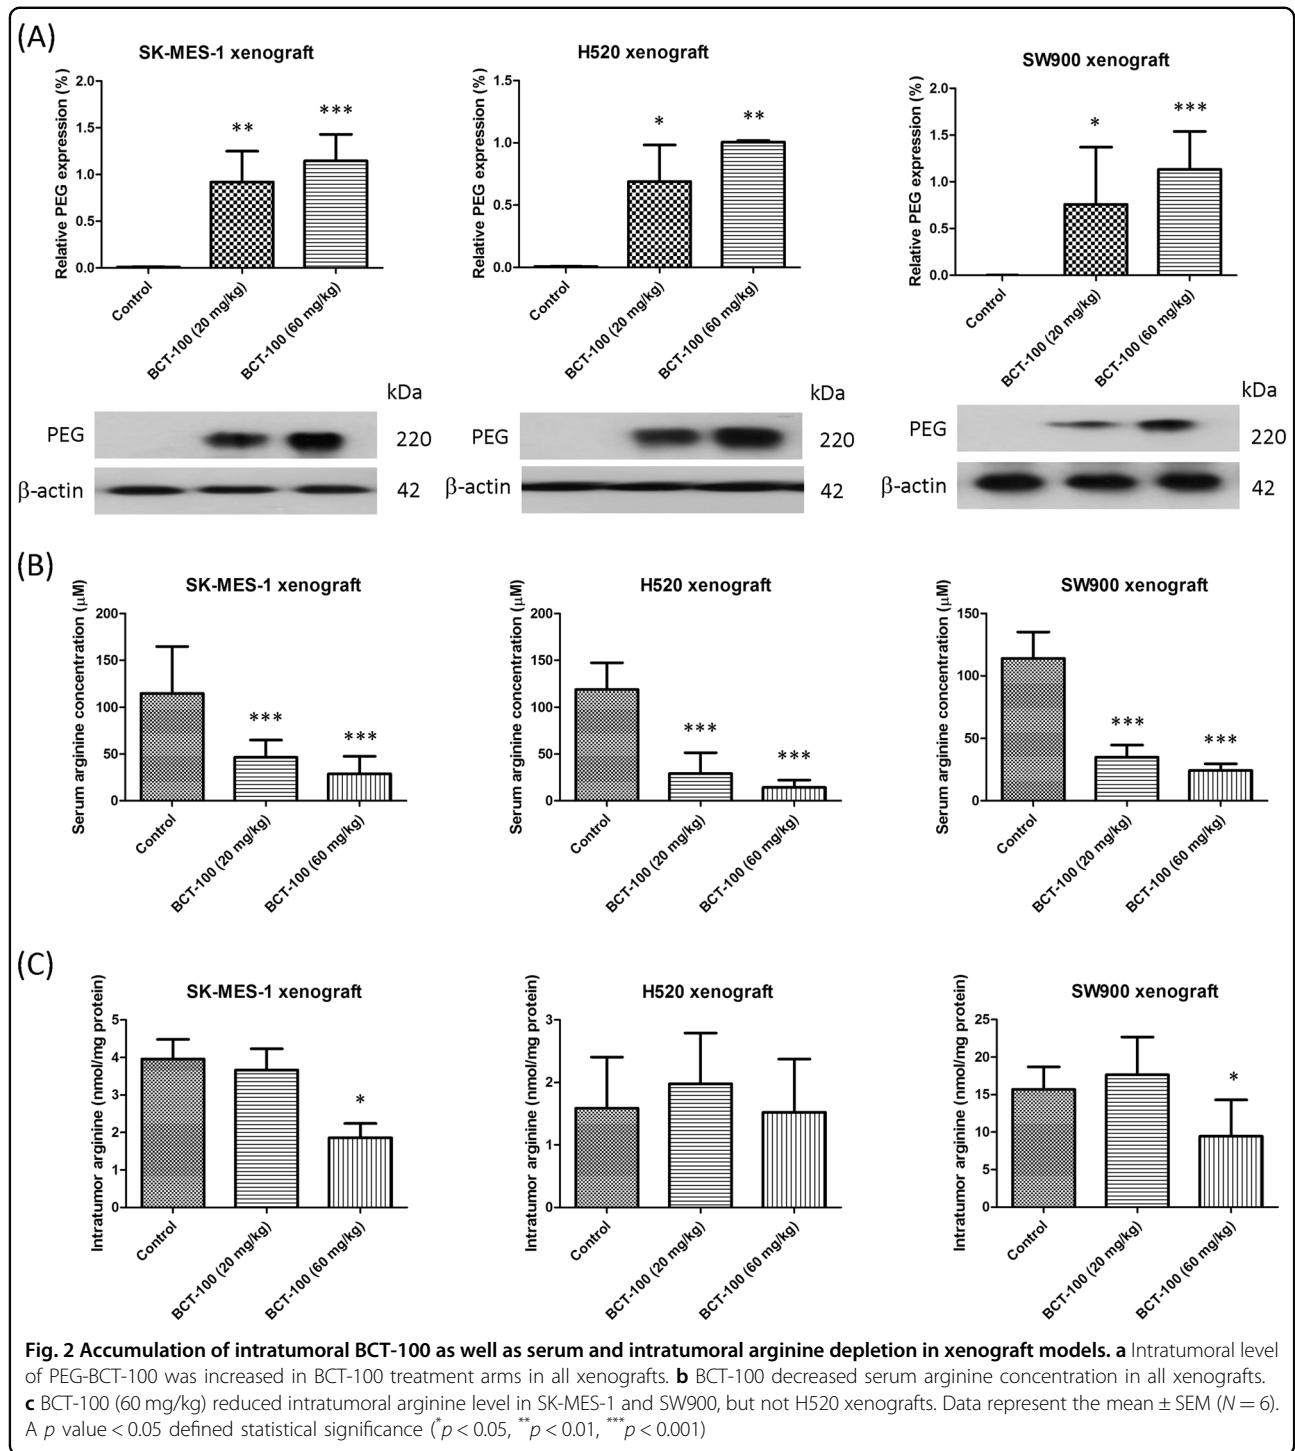 (A)
SK-MES-1 xenograft
Relative PEG expression (%)
2.0
1.5
1.0
0.5
0.0
**
***
Control
BCT-100 (20 mg/kg)
BCT-100 (60 mg/kg)
H520 xenograft
Relative PEG expression (%)
1.5
1.0
0.5
0.0
*
**
Control
BCT-100 (20 mg/kg)
BCT-100 (60 mg/kg)
SW900 xenograft
Relative PEG expression (%)
2.0
1.5
1.0
0.5
0.0
*
***
Control
BCT-100 (20 mg/kg)
BCT-100 (60 mg/kg)
kDa
PEG
220
β-actin
42
kDa
PEG
220
β-actin
42
kDa
PEG
220
β-actin
42
(B)
SK-MES-1 xenograft
Serum arginine concentration (µM)
200
150
100
50
0
***
***
Control
BCT-100 (20 mg/kg)
BCT-100 (60 mg/kg)
H520 xenograft
Serum arginine concentration (µM)
200
150
100
50
0
***
***
Control
BCT-100 (20 mg/kg)
BCT-100 (60 mg/kg)
SW900 xenograft
Serum arginine concentration (µM)
150
100
50
0
***
***
Control
BCT-100 (20 mg/kg)
BCT-100 (60 mg/kg)
(C)
SK-MES-1 xenograft
Intratumor arginine (nmol/mg protein)
5
4
3
2
1
0
*
Control
BCT-100 (20 mg/kg)
BCT-100 (60 mg/kg)
H520 xenograft
Intratumor arginine (nmol/mg protein)
3
2
1
0
Control
BCT-100 (20 mg/kg)
BCT-100 (60 mg/kg)
SW900 xenograft
Intratumor arginine (nmol/mg protein)
25
20
15
10
5
0
*
Control
BCT-100 (20 mg/kg)
BCT-100 (60 mg/kg)
Fig. 2 Accumulation of intratumoral BCT-100 as well as serum and intratumoral arginine depletion in xenograft models. a Intratumoral level
of PEG-BCT-100 was increased in BCT-100 treatment arms in all xenografts. b BCT-100 decreased serum arginine concentration in all xenografts.
c BCT-100 (60 mg/kg) reduced intratumoral arginine level in SK-MES-1 and SW900, but not H520 xenografts. Data represent the mean ± SEM (N = 6).
A p value < 0.05 defined statistical significance (*p < 0.05, **p < 0.01, ***p < 0.001)